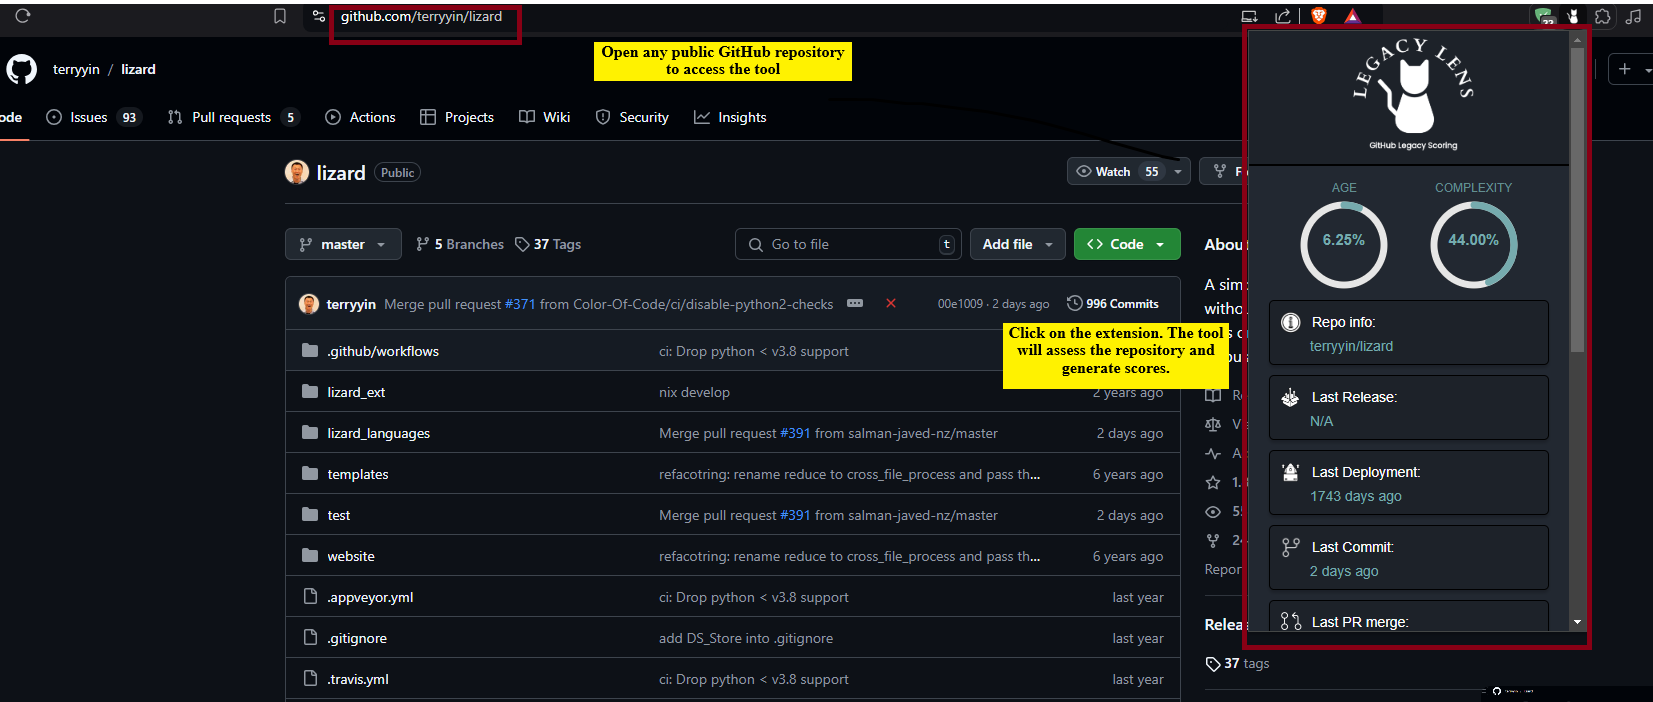 github.com/terryyin/lizard
Open any public GitHub repository
to access the tool
terryyin / lizard
ode Issues 93 Pull requests 5 Actions Projects Wiki Security Insights
lizard Public
Watch 55
master 5 Branches 37 Tags Go to file t Add file Code
terryyin Merge pull request #371 from Color-Of-Code/ci/disable-python2-checks 00e1009 · 2 days ago 996 Commits
.github/workflows ci: Drop python < v3.8 support
Click on the extension. The tool
will assess the repository and
generate scores.
lizard_ext nix develop 2 years ago
lizard_languages Merge pull request #391 from salman-javed-nz/master 2 days ago
templates refacotring: rename reduce to cross_file_process and pass th... 6 years ago
test Merge pull request #391 from salman-javed-nz/master 2 days ago
website refacotring: rename reduce to cross_file_process and pass th... 6 years ago
.appveyor.yml ci: Drop python < v3.8 support last year
.gitignore add DS_Store into .gitignore last year
.travis.yml ci: Drop python < v3.8 support last year
Abou
A sim
witho
Repor
Relea
37 tags
LEGACY LENS
GitHub Legacy Scoring
AGE COMPLEXITY
6.25% 44.00%
Repo info:
terryyin/lizard
Last Release:
N/A
Last Deployment:
1743 days ago
Last Commit:
2 days ago
Last PR merge: